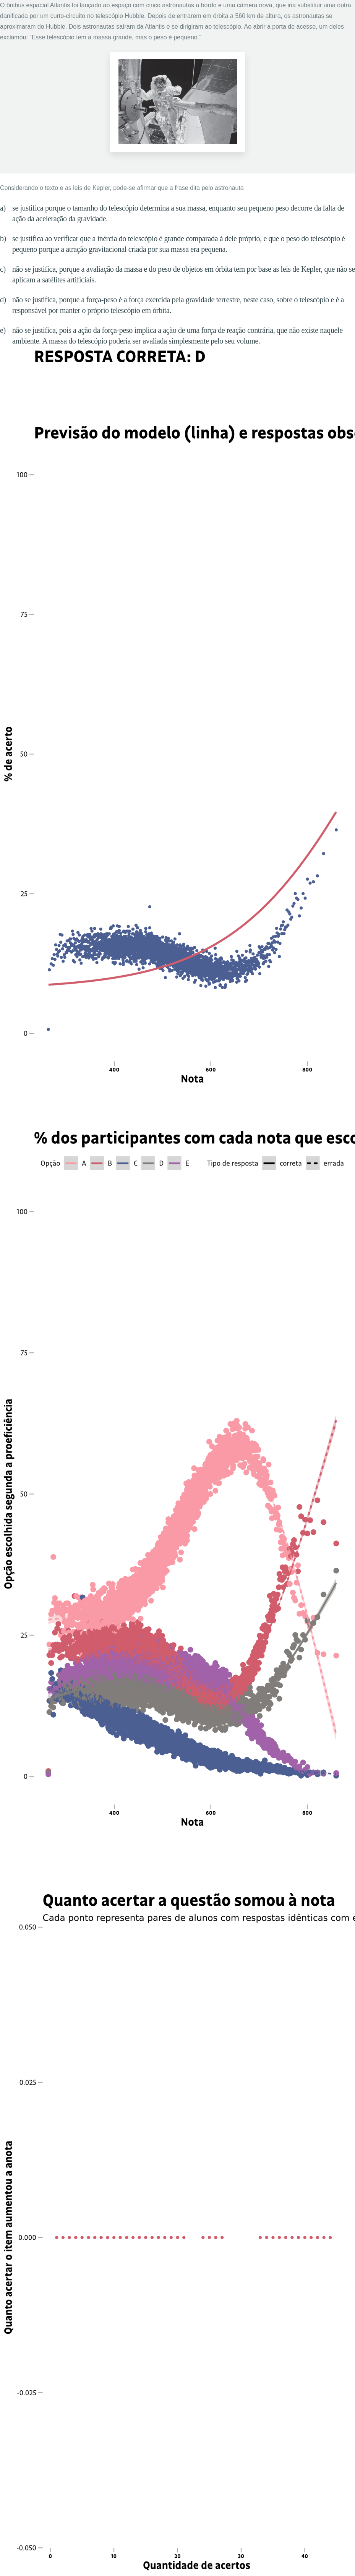 O ônibus espacial Atlantis foi lançado ao espaço com cinco astronautas a bordo e uma câmera nova, que iria substituir uma outra
danificada por um curto-circuito no telescópio Hubble. Depois de entrarem em órbita a 560 km de altura, os astronautas se
aproximaram do Hubble. Dois astronautas saíram da Atlantis e se dirigiram ao telescópio. Ao abrir a porta de acesso, um deles
exclamou: "Esse telescópio tem a massa grande, mas o peso é pequeno."
Considerando o texto e as leis de Kepler, pode-se afirmar que a frase dita pelo astronauta
a) se justifica porque o tamanho do telescópio determina a sua massa, enquanto seu pequeno peso decorre da falta de
ação da aceleração da gravidade.
b) se justifica ao verificar que a inércia do telescópio é grande comparada à dele próprio, e que o peso do telescópio é
pequeno porque a atração gravitacional criada por sua massa era pequena.
c) não se justifica, porque a avaliação da massa e do peso de objetos em órbita tem por base as leis de Kepler, que não se
aplicam a satélites artificiais.
d) não se justifica, porque a força-peso é a força exercida pela gravidade terrestre, neste caso, sobre o telescópio e é a
responsável por manter o próprio telescópio em órbita.
e) não se justifica, pois a ação da força-peso implica a ação de uma força de reação contrária, que não existe naquele
ambiente. A massa do telescópio poderia ser avaliada simplesmente pelo seu volume.
RESPOSTA CORRETA: D
Previsão do modelo (linha) e respostas obs
100
75
50
25
0
% de acerto
400 600 800
Nota
% dos participantes com cada nota que esco
Opção A B C D E Tipo de resposta correta errada
100
75
50
25
0
Opção escolhida segunda a proeficiência
400 600 800
Nota
Quanto acertar a questão somou à nota
Cada ponto representa pares de alunos com respostas idênticas com e
0.050
0.025
0.000
-0.025
-0.050
Quanto acertar o item aumentou a anota
0 10 20 30 40
Quantidade de acertos